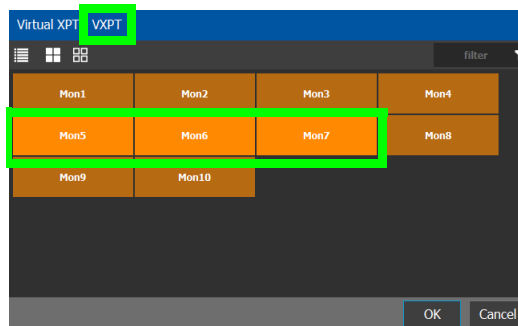 Virtual XPT VXPT
filter
Mon1 Mon2 Mon3 Mon4
Mon5 Mon6 Mon7 Mon8
Mon9 Mon10
OK Cancel